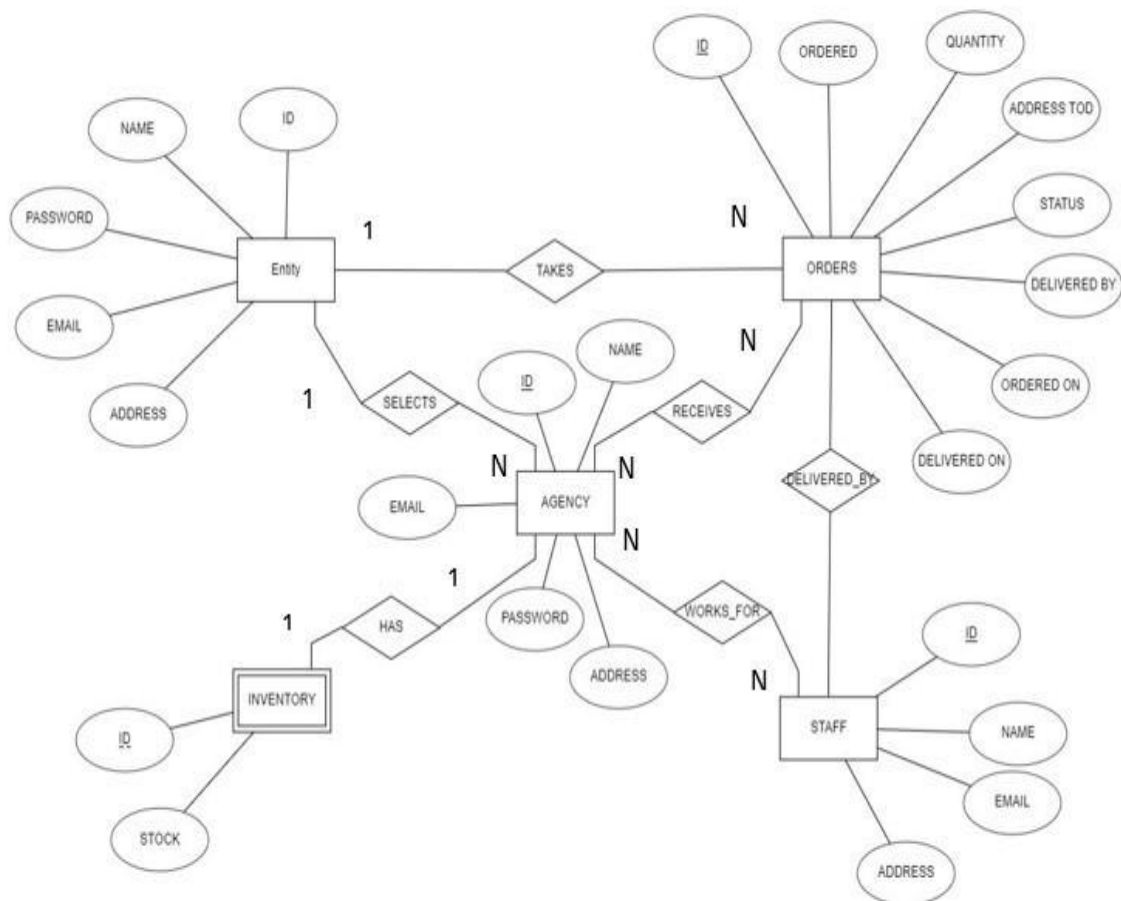 ID
ORDERED
QUANTITY
NAME
ID
ADDRESS TOD
PASSWORD
STATUS
1
N
Entity
TAKES
ORDERS
DELIVERED BY
EMAIL
NAME
N
ID
ORDERED ON
1
SELECTS
RECEIVES
ADDRESS
DELIVERED ON
N
N
DELIVERED_BY
EMAIL
AGENCY
N
1
PASSWORD
WORKS_FOR
1
HAS
ID
ADDRESS
N
INVENTORY
STAFF
NAME
ID
EMAIL
STOCK
ADDRESS